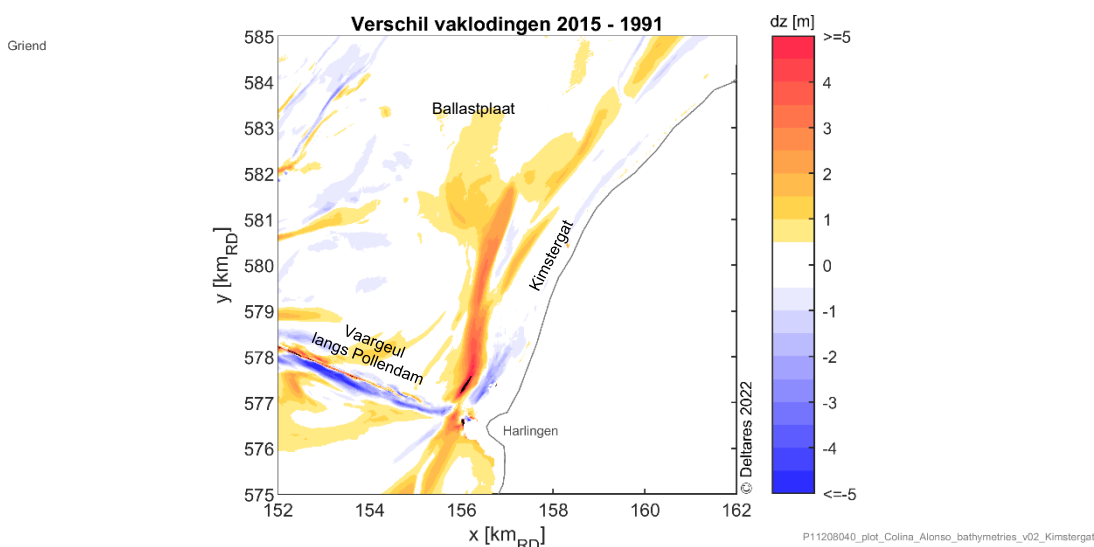 Verschil vaklodingen 2015 - 1991
dz [m]
Griend
585
584
583
582
581
580
579
578
577
576
575
y [km_RD]
Ballastplaat
Kimstergat
Vaargeul
langs Pollendam
Harlingen
© Deltares 2022
152
154
156
158
160
162
x [km_RD]
>=5
4
3
2
1
0
-1
-2
-3
-4
<=-5
P11208040_plot_Colina_Alonso_bathymetries_v02_Kimstergat